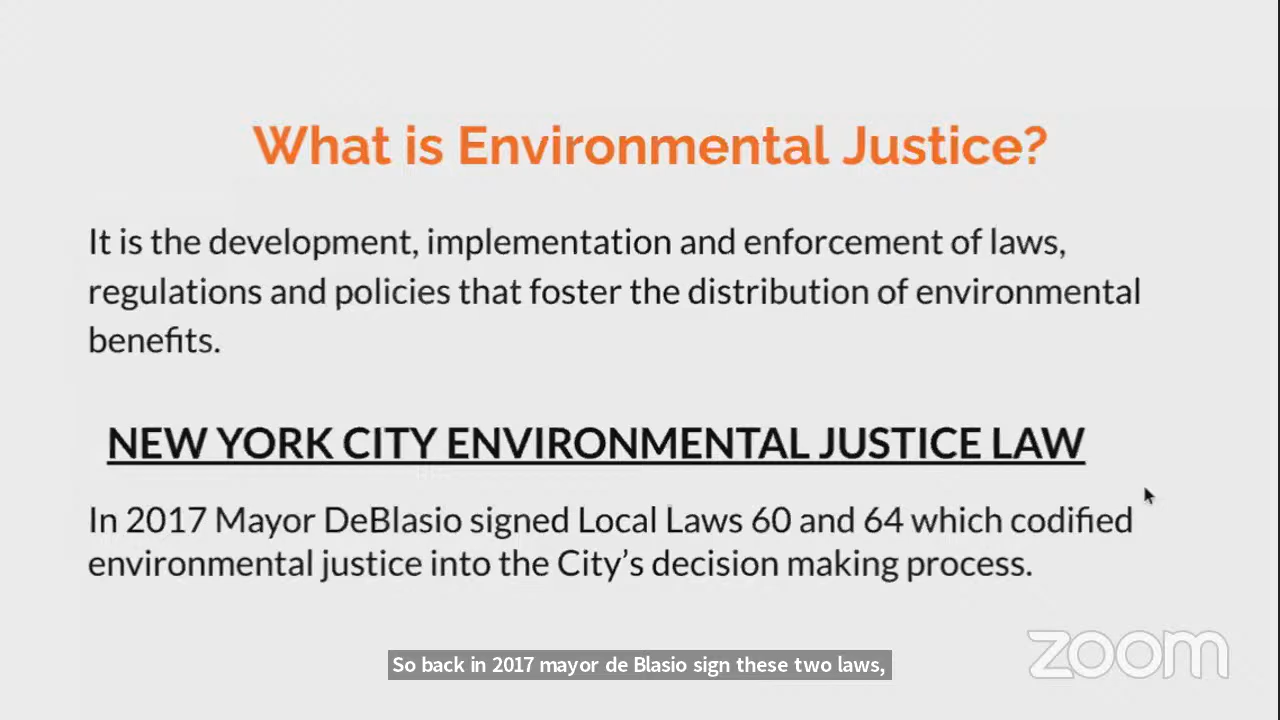 What is Environmental Justice?
It is the development, implementation and enforcement of laws,
regulations and policies that foster the distribution of environmental
benefits.
NEW YORK CITY ENVIRONMENTAL JUSTICE LAW
In 2017 Mayor DeBlasio signed Local Laws 60 and 64 which codified
environmental justice into the City’s decision making process.
So back in 2017 mayor de Blasio sign these two laws,
zoom